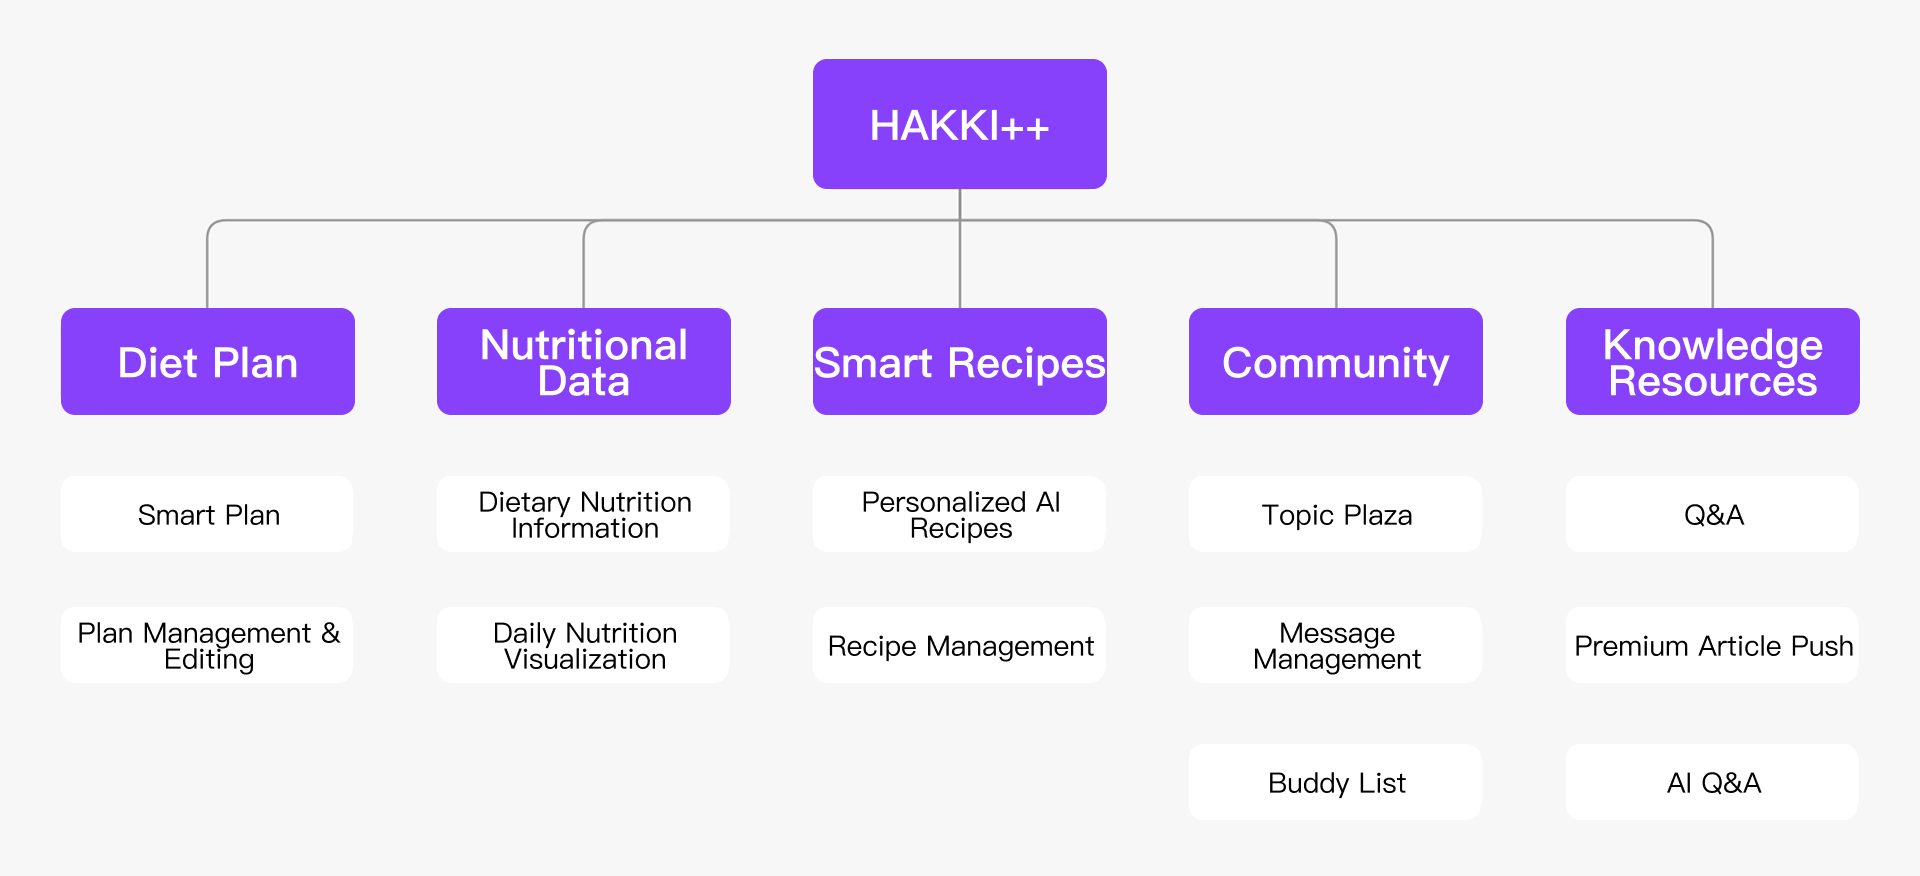 HAKKI++
Diet Plan
Nutritional
Data
Smart Recipes
Community
Knowledge
Resources
Smart Plan
Dietary Nutrition
Information
Personalized AI
Recipes
Topic Plaza
Q&A
Plan Management &
Editing
Daily Nutrition
Visualization
Recipe Management
Message
Management
Premium Article Push
Buddy List
AI Q&A